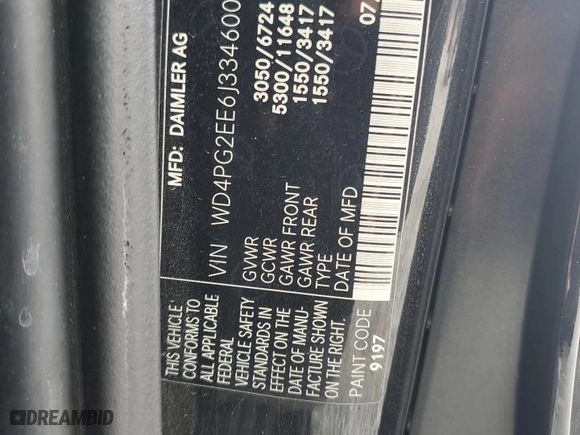 MFD: DAIMLER AG
VIN WD4PG2EE6J334600
GVWR 3050/6724
GCWR 5300/11648
GAWR FRONT 1550/3417
GAWR REAR 1550/3417
TYPE
DATE OF MFD 07
THIS VEHICLE
CONFORMS TO
ALL APPLICABLE
FEDERAL
VEHICLE SAFETY
STANDARDS IN
EFFECT ON THE
DATE OF MANU-
FACTURE SHOWN
ON THE RIGHT.
PAINT CODE
9197
DREAMBID